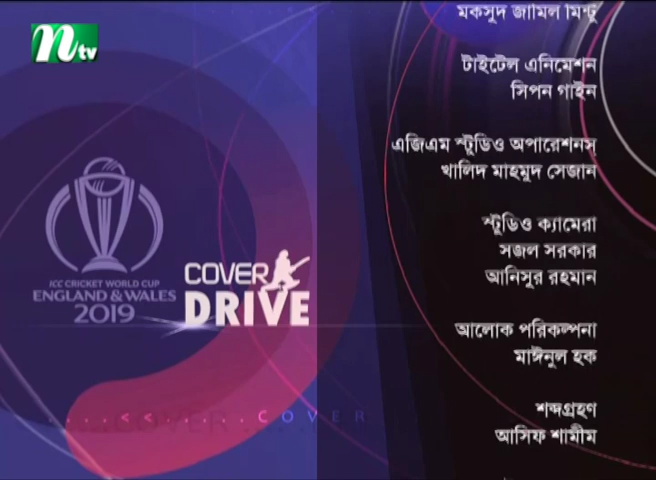 ntv
ICC CRICKET WORLD CUP
ENGLAND & WALES
2019
COVER
DRIVE
. . . . < < . . . . . C O V E R
মকসুদ জামিল মিন্টু
টাইটেল এনিমেশন
সিপন গাইন
এজিএম স্টুডিও অপারেশনস্
খালিদ মাহমুদ সেজান
স্টুডিও ক্যামেরা
সজল সরকার
আনিসুর রহমান
আলোক পরিকল্পনা
মাঈনুল হক
শব্দগ্রহণ
আসিফ শামীম